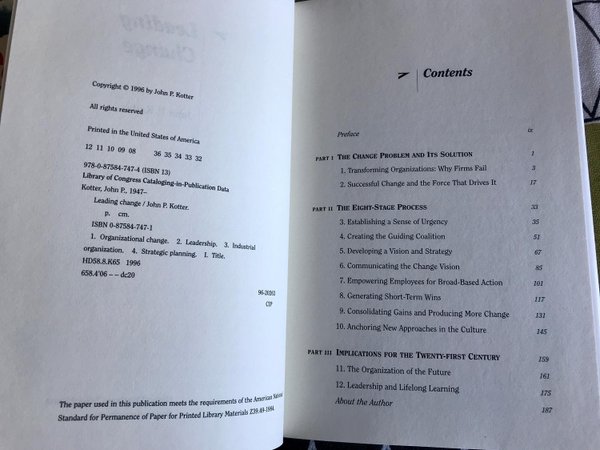 Copyright © 1996 by John P. Kotter
All rights reserved
Printed in the United States of America
12 11 10 09 08 36 35 34 33 32
978-0-87584-747-4 (ISBN 13)
Library of Congress Cataloging-in-Publication Data
Kotter, John P., 1947–
Leading change / John P. Kotter.
p. cm.
ISBN 0-87584-747-1
1. Organizational change. 2. Leadership. 3. Industrial
organization. 4. Strategic planning. I. Title.
HD58.8.K65 1996
658.4'06 – – dc20
96-20263
CIP
The paper used in this publication meets the requirements of the American National
Standard for Permanence of Paper for Printed Library Materials Z39.49-1984.
Contents
Preface ix
PART I THE CHANGE PROBLEM AND ITS SOLUTION 1
1. Transforming Organizations: Why Firms Fail 3
2. Successful Change and the Force That Drives It 17
PART II THE EIGHT-STAGE PROCESS 33
3. Establishing a Sense of Urgency 35
4. Creating the Guiding Coalition 51
5. Developing a Vision and Strategy 67
6. Communicating the Change Vision 85
7. Empowering Employees for Broad-Based Action 101
8. Generating Short-Term Wins 117
9. Consolidating Gains and Producing More Change 131
10. Anchoring New Approaches in the Culture 145
PART III IMPLICATIONS FOR THE TWENTY-FIRST CENTURY 159
11. The Organization of the Future 161
12. Leadership and Lifelong Learning 175
About the Author 187